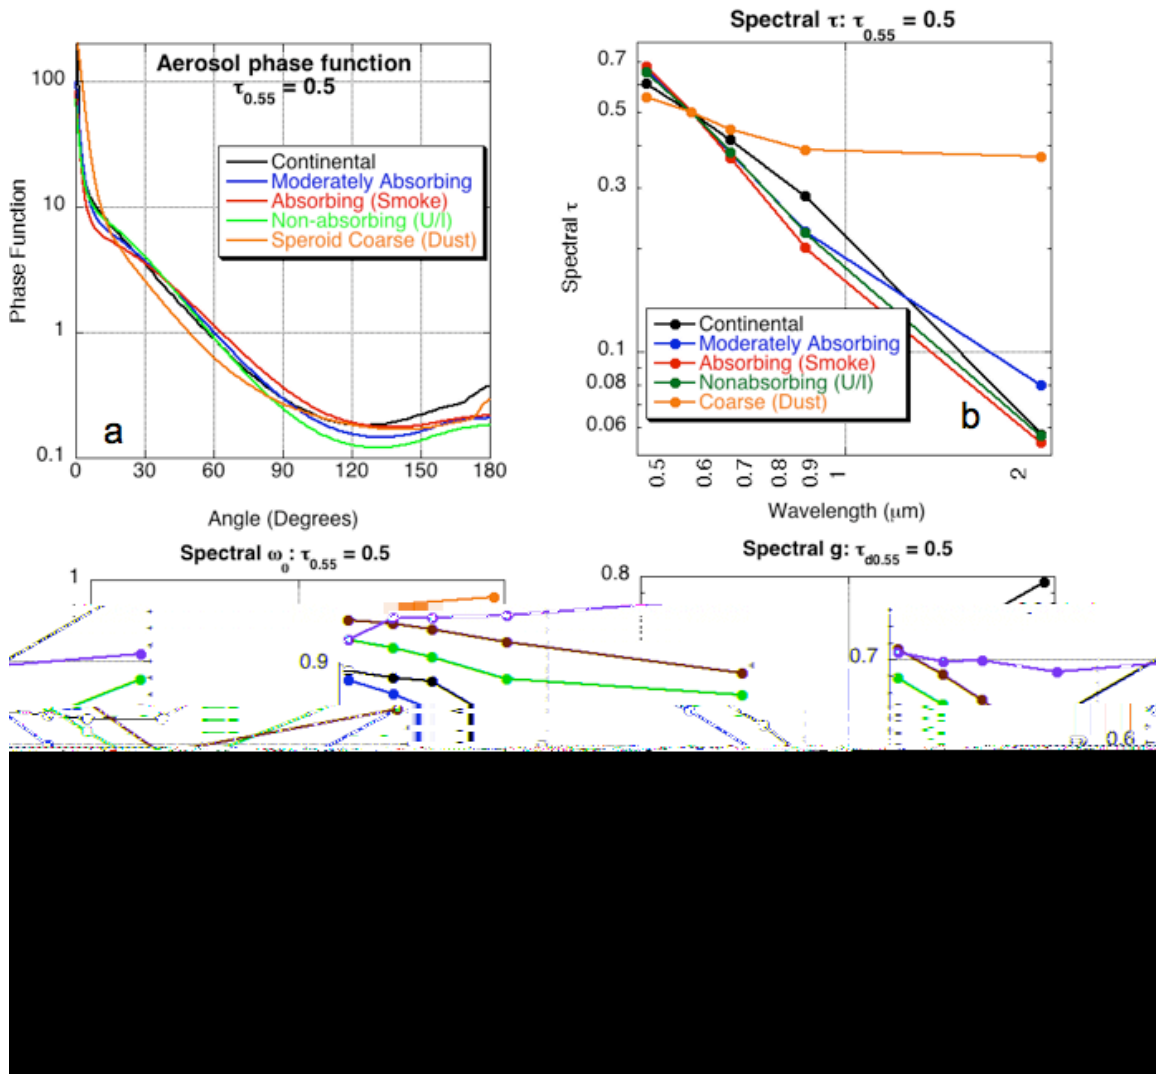 Aerosol phase function
τ0.55 = 0.5
100
10
1
0.1
Phase Function
Continental
Moderately Absorbing
Absorbing (Smoke)
Non-absorbing (U/I)
Speroid Coarse (Dust)
a
0 30 60 90 120 150 180
Angle (Degrees)
Spectral τ: τ0.55 = 0.5
0.7
0.5
0.3
0.1
0.08
0.06
Spectral τ
Continental
Moderately Absorbing
Absorbing (Smoke)
Nonabsorbing (U/I)
Coarse (Dust)
b
0.5 0.6 0.7 0.8 0.9 1 2
Wavelength (μm)
Spectral ω0: τ0.55 = 0.5
1
0.9
Spectral g: τd0.55 = 0.5
0.8
0.7
0.6